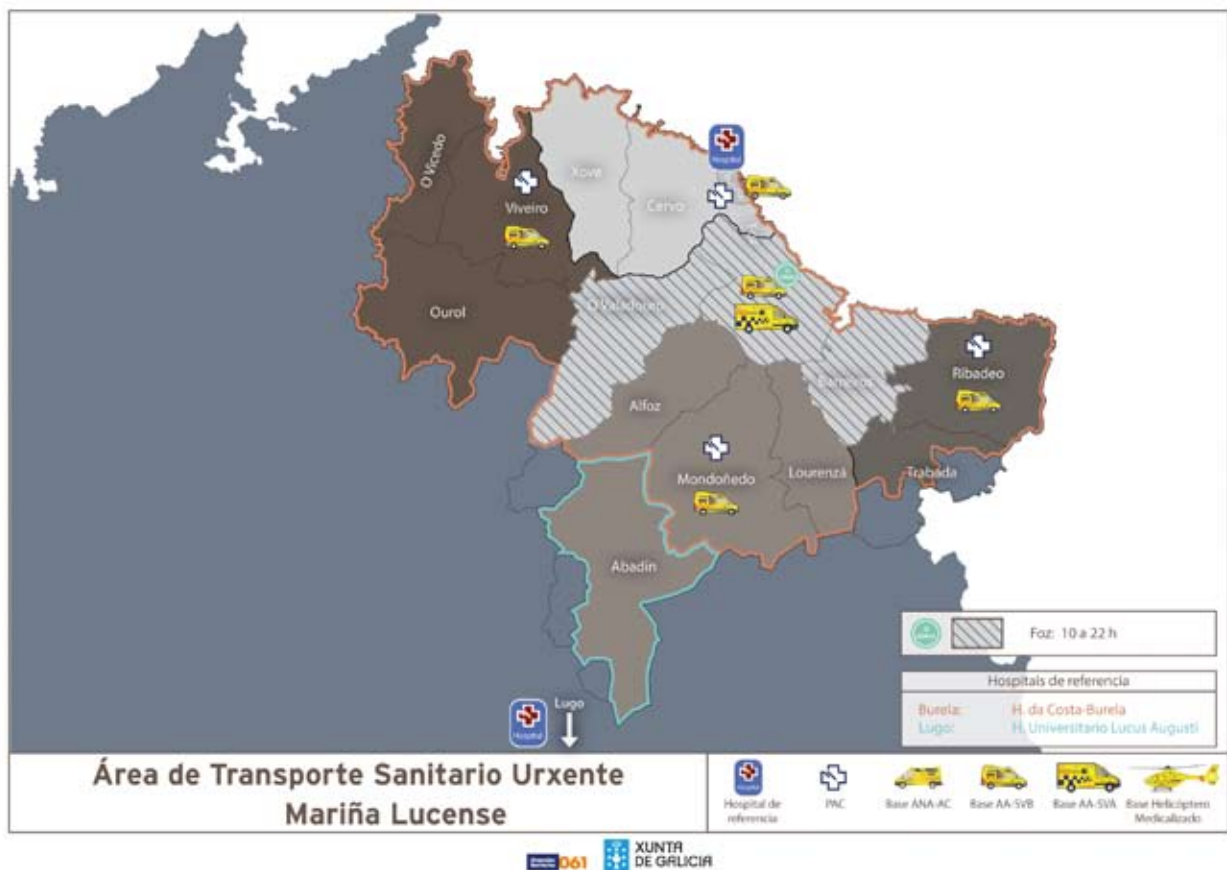 O Vicedo
Xove
Hospital
Cervo
Viveiro
O Valadouro
Ourol
Ribadeo
Barreiros
Alfoz
Mondoñedo
Lourenzá
Trabada
Abadín
Foz: 10 a 22 h
Hospitais de referencia
Burela: H. da Costa-Burela
Lugo: H. Universitario Lucus Augusti
Lugo
Hospital
Área de Transporte Sanitario Urxente
Mariña Lucense
Hospital de
referencia
PAC
Base ANA-AC
Base AA-SVB
Base AA-SVA
Base Helicóptero
Medicalizado
061
XUNTA
DE GALICIA